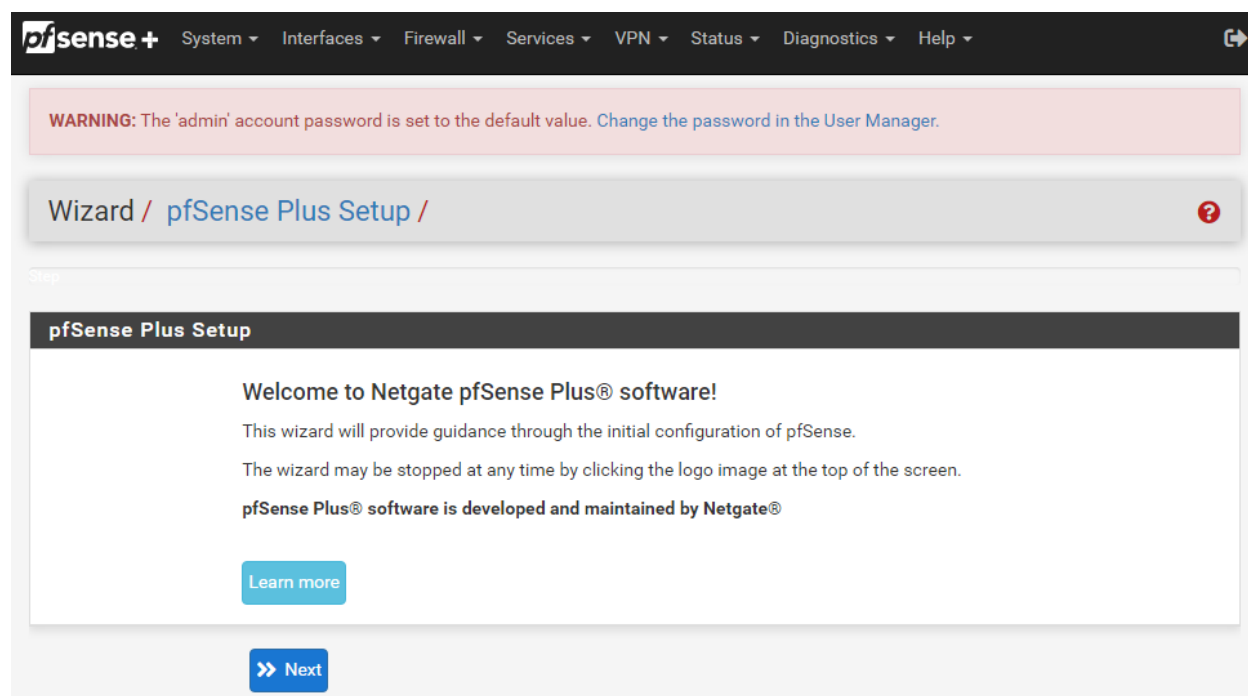 pfsense + System Interfaces Firewall Services VPN Status Diagnostics Help
WARNING: The 'admin' account password is set to the default value. Change the password in the User Manager.
Wizard / pfSense Plus Setup /
Step
pfSense Plus Setup
Welcome to Netgate pfSense Plus® software!
This wizard will provide guidance through the initial configuration of pfSense.
The wizard may be stopped at any time by clicking the logo image at the top of the screen.
pfSense Plus® software is developed and maintained by Netgate®
Learn more
Next